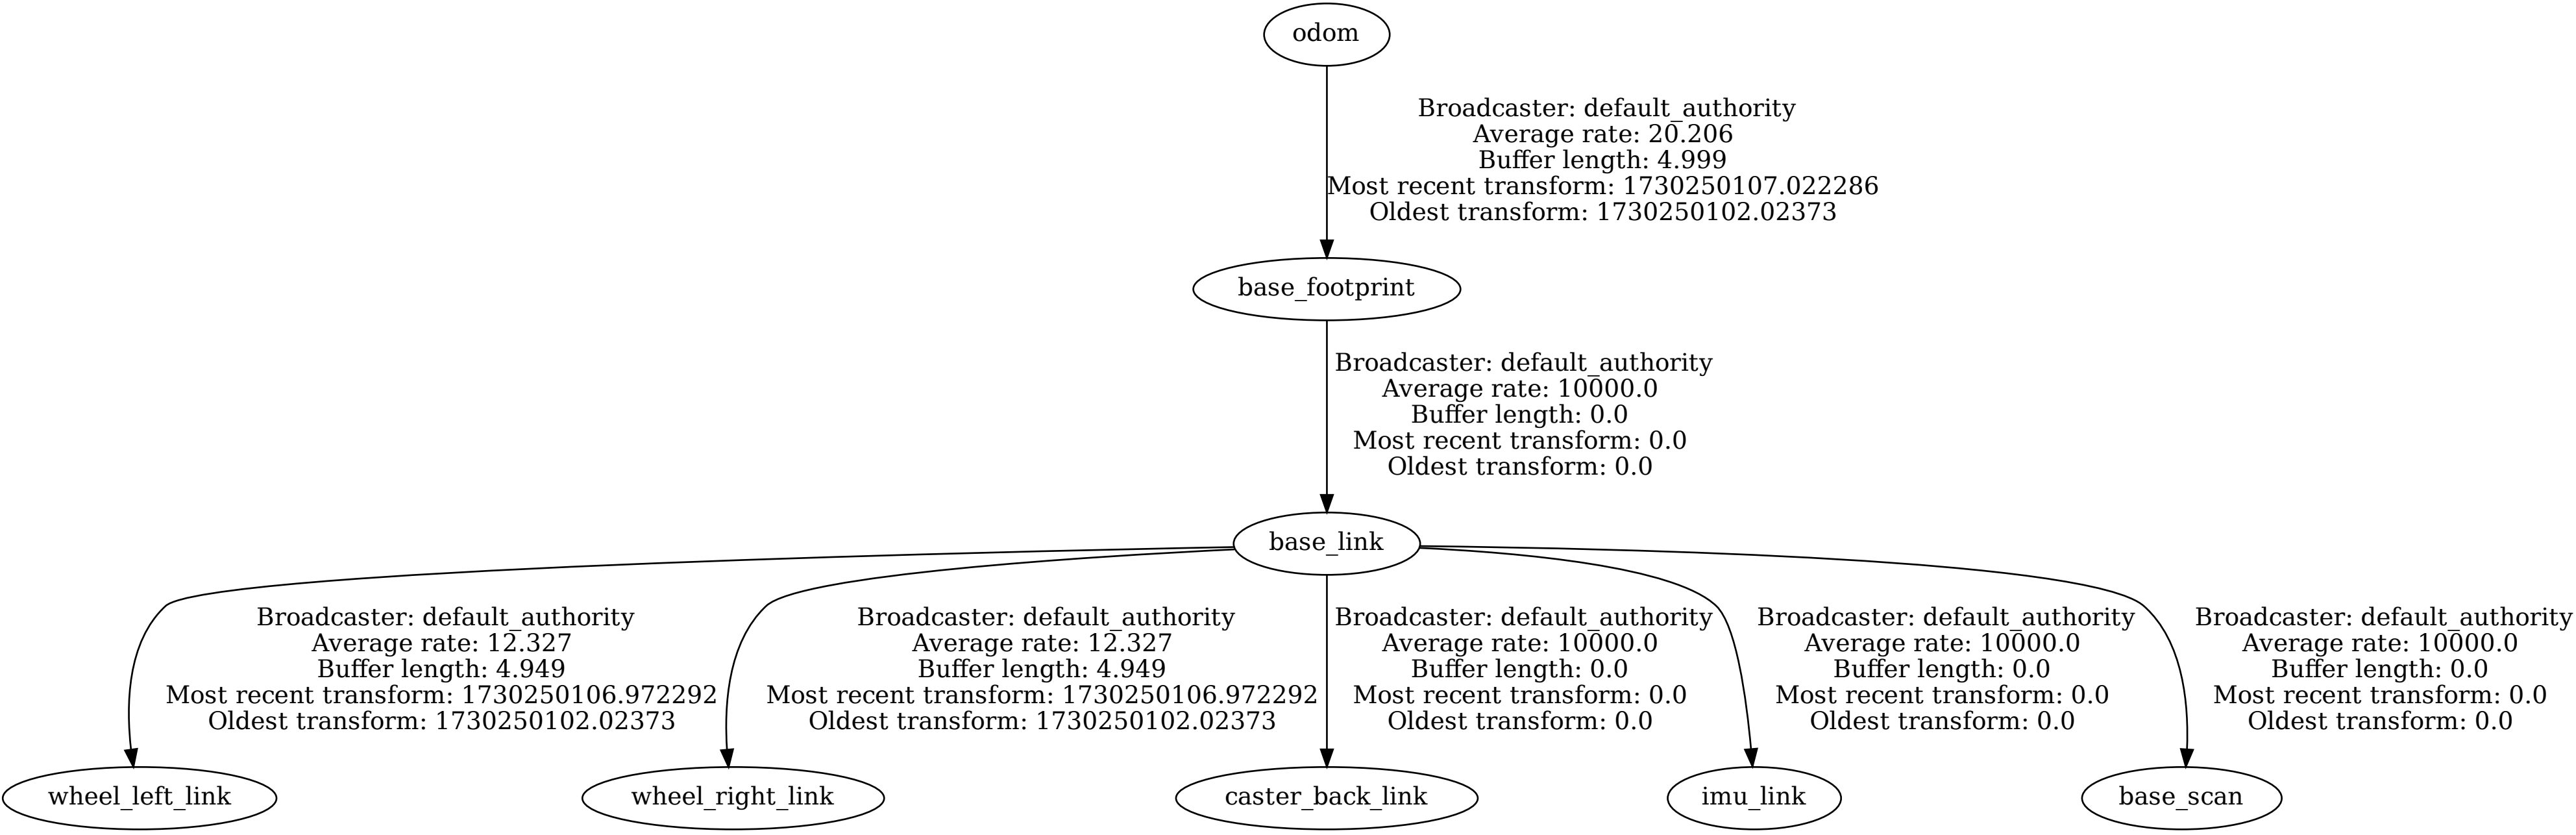 odom
Broadcaster: default_authority
Average rate: 20.206
Buffer length: 4.999
Most recent transform: 1730250107.022286
Oldest transform: 1730250102.02373
base_footprint
Broadcaster: default_authority
Average rate: 10000.0
Buffer length: 0.0
Most recent transform: 0.0
Oldest transform: 0.0
base_link
Broadcaster: default_authority
Average rate: 12.327
Buffer length: 4.949
Most recent transform: 1730250106.972292
Oldest transform: 1730250102.02373
Broadcaster: default_authority
Average rate: 12.327
Buffer length: 4.949
Most recent transform: 1730250106.972292
Oldest transform: 1730250102.02373
Broadcaster: default_authority
Average rate: 10000.0
Buffer length: 0.0
Most recent transform: 0.0
Oldest transform: 0.0
Broadcaster: default_authority
Average rate: 10000.0
Buffer length: 0.0
Most recent transform: 0.0
Oldest transform: 0.0
Broadcaster: default_authority
Average rate: 10000.0
Buffer length: 0.0
Most recent transform: 0.0
Oldest transform: 0.0
wheel_left_link
wheel_right_link
caster_back_link
imu_link
base_scan